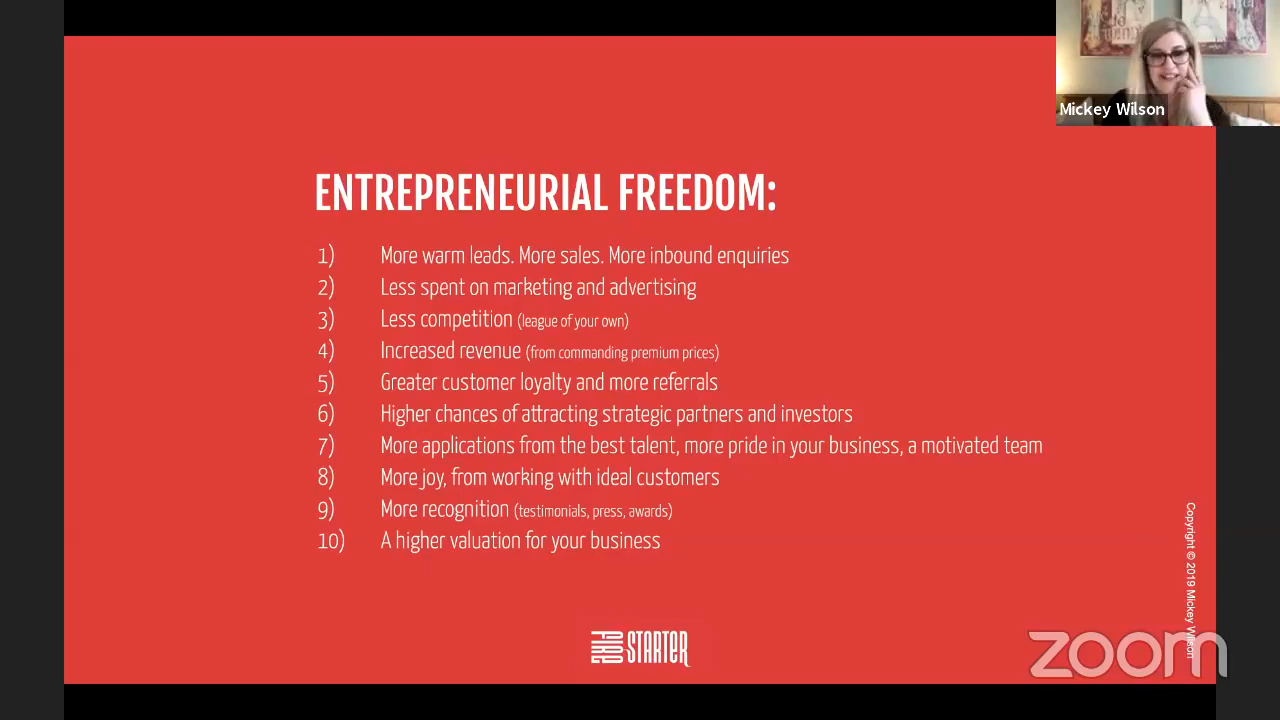 Mickey Wilson
ENTREPRENEURIAL FREEDOM:
1) More warm leads. More sales. More inbound enquiries
2) Less spent on marketing and advertising
3) Less competition (league of your own)
4) Increased revenue (from commanding premium prices)
5) Greater customer loyalty and more referrals
6) Higher chances of attracting strategic partners and investors
7) More applications from the best talent, more pride in your business, a motivated team
8) More joy, from working with ideal customers
9) More recognition (testimonials, press, awards)
10) A higher valuation for your business
Copyright © 2019 Mickey Wilson
FIRE STARTER
zoom